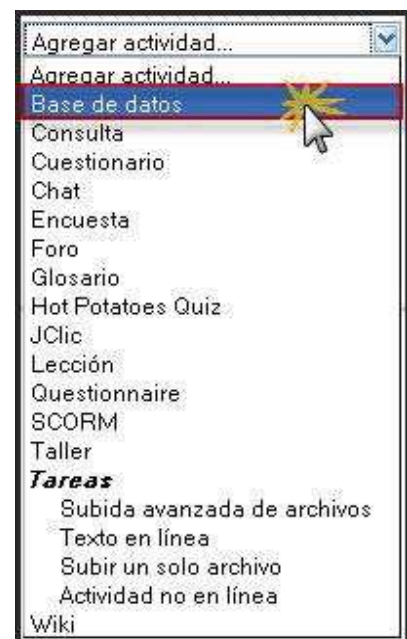 Agregar actividad...
Agregar actividad...
Base de datos
Consulta
Cuestionario
Chat
Encuesta
Foro
Glosario
Hot Potatoes Quiz
JClic
Lección
Questionnaire
SCORM
Taller
Tareas
Subida avanzada de archivos
Texto en línea
Subir un solo archivo
Actividad no en línea
Wiki